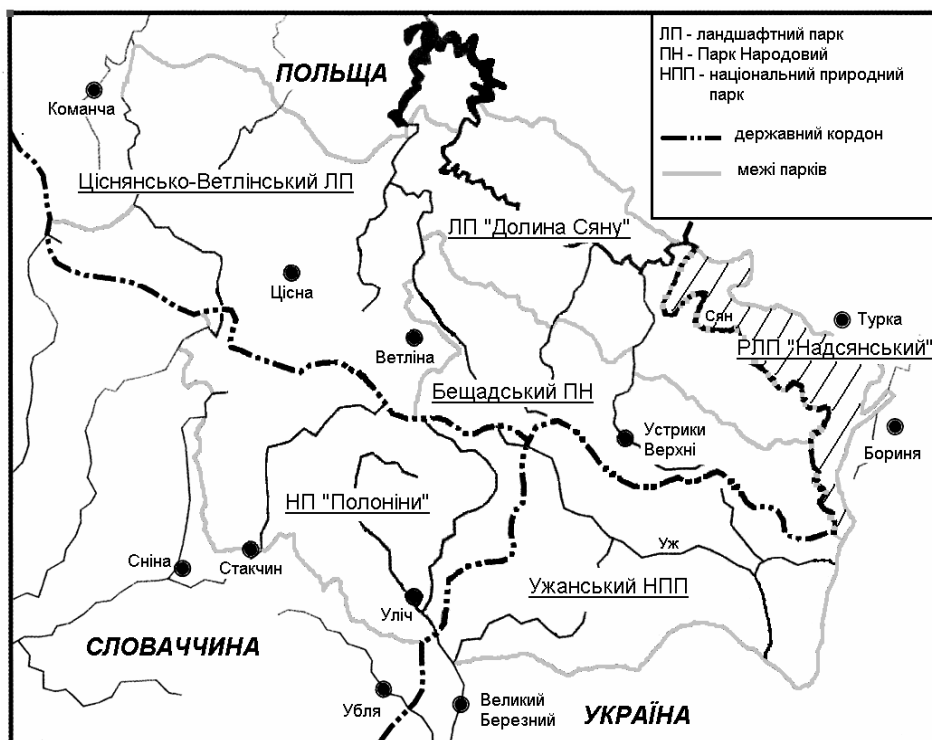 ПОЛЬЩА
Команча
ЛП - ландшафтний парк
ПН - Парк Народовий
НПП - національний природний
парк
державний кордон
межі парків
Ціснянсько-Ветлінський ЛП
ЛП "Долина Сяну"
Цісна
Сян
Турка
Ветліна
РЛП "Надсянський"
Бещадський ПН
Устрики
Верхні
Бориня
НП "Полоніни"
Сніна
Стакчин
Уж
Ужанський НПП
Уліч
СЛОВАЧЧИНА
Убля
Великий
Березний
УКРАЇНА